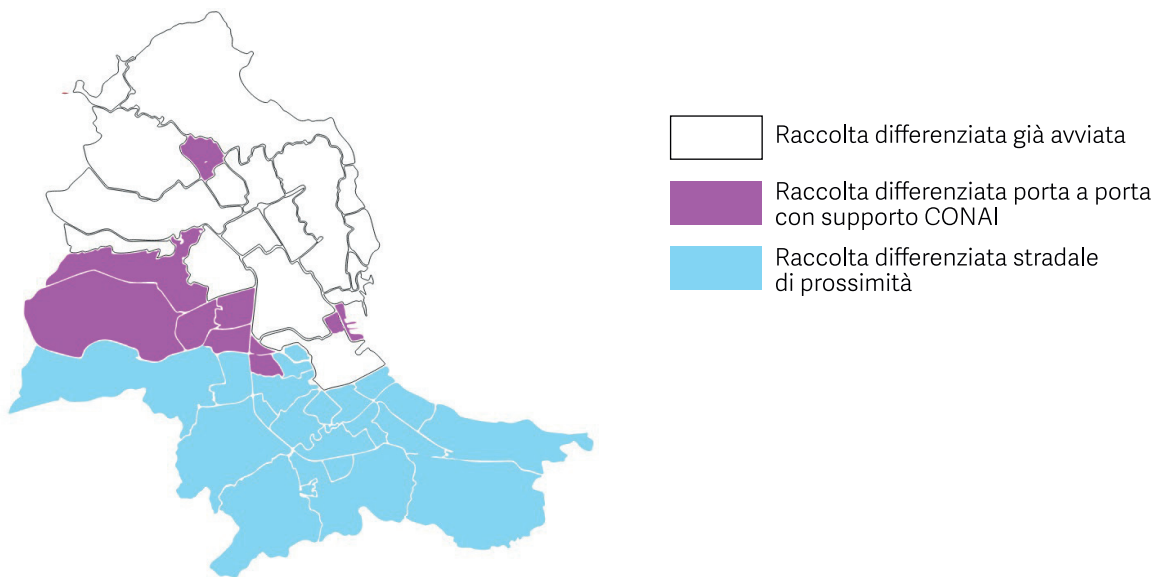 Raccolta differenziata già avviata
Raccolta differenziata porta a porta
con supporto CONAI
Raccolta differenziata stradale
di prossimità